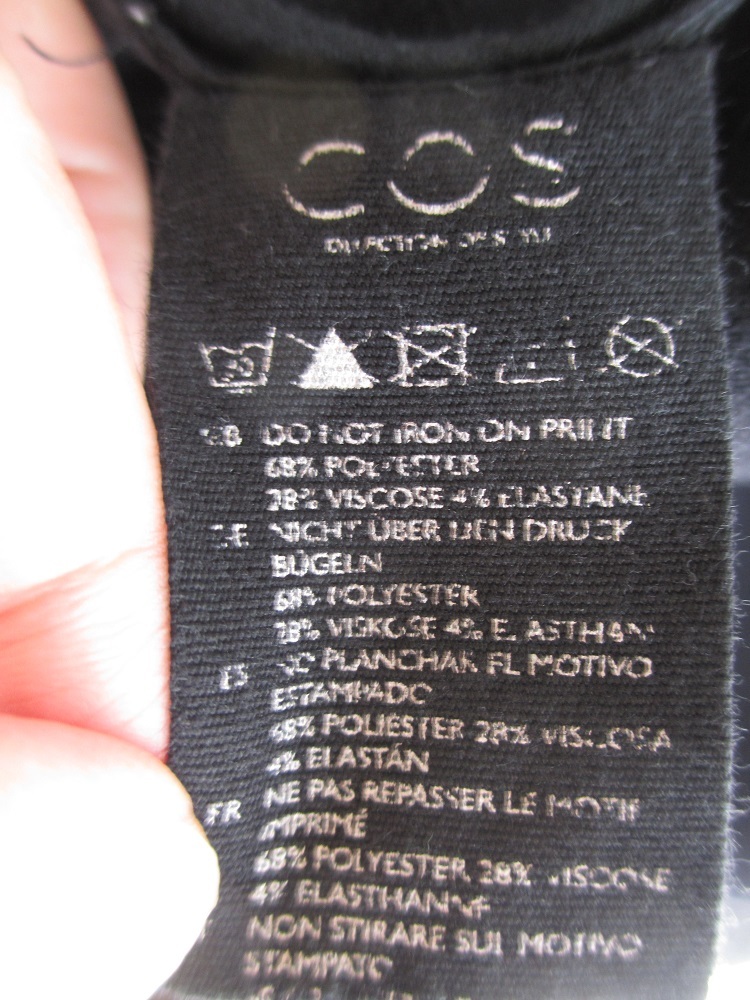 COS
30
GB DO NOT IRON ON PRINT
68% POLYESTER
28% VISCOSE 4% ELASTANE
DE NICHT ÜBER DEN DRUCK
BÜGELN
68% POLYESTER
28% VISKOSE 4% ELASTHAN
ES NO PLANCHAR EL MOTIVO
ESTAMPADO
68% POLIESTER 28% VISCOSA
4% ELASTÁN
FR NE PAS REPASSER LE MOTIF
IMPRIMÉ
68% POLYESTER 28% VISCOSE
4% ELASTHANNE
NON STIRARE SUL MOTIVO
STAMPATO